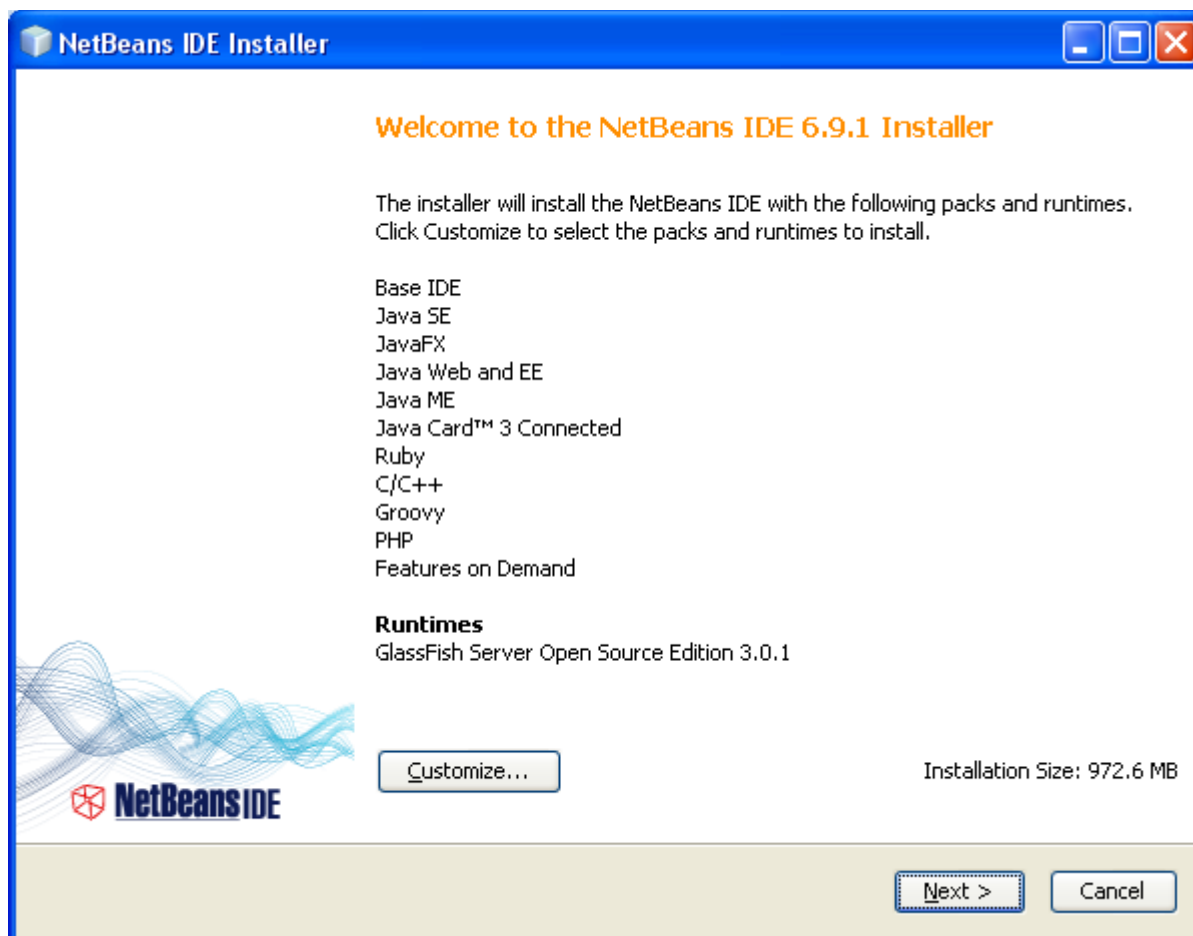 NetBeans IDE Installer
Welcome to the NetBeans IDE 6.9.1 Installer
The installer will install the NetBeans IDE with the following packs and runtimes.
Click Customize to select the packs and runtimes to install.
Base IDE
Java SE
JavaFX
Java Web and EE
Java ME
Java Card™ 3 Connected
Ruby
C/C++
Groovy
PHP
Features on Demand
Runtimes
GlassFish Server Open Source Edition 3.0.1
Customize...
Installation Size: 972.6 MB
NetBeans IDE
Next >
Cancel